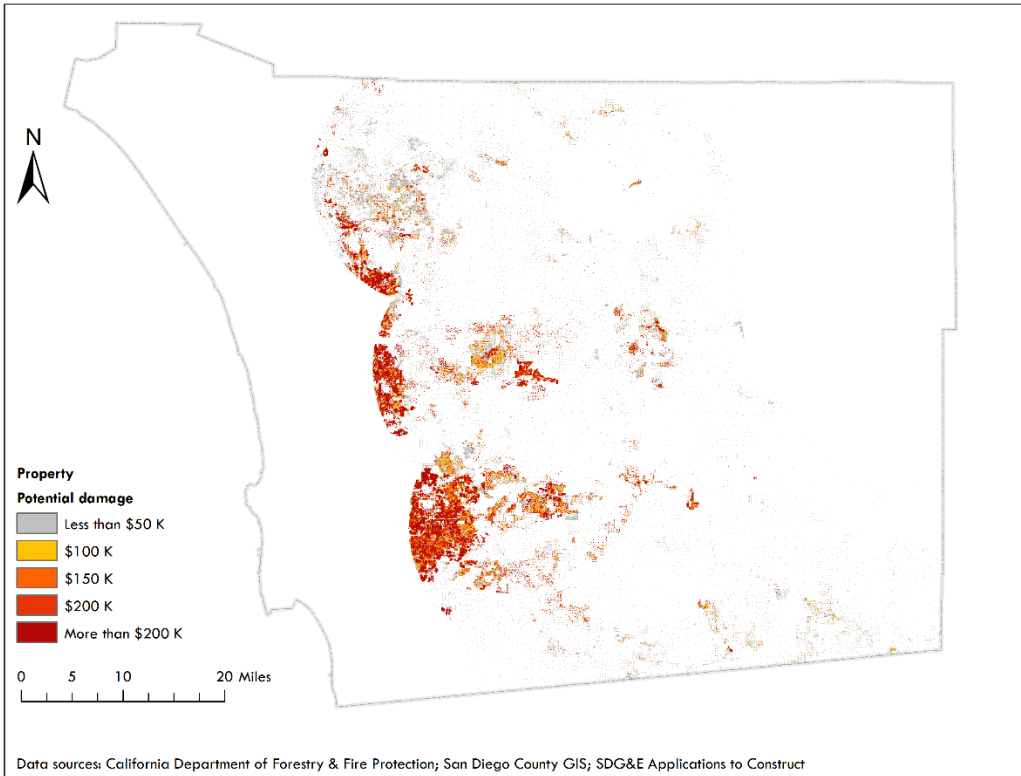 N
Property
Potential damage
Less than $50 K
$100 K
$150 K
$200 K
More than $200 K
0 5 10 20 Miles
Data sources: California Department of Forestry & Fire Protection; San Diego County GIS; SDG&E Applications to Construct